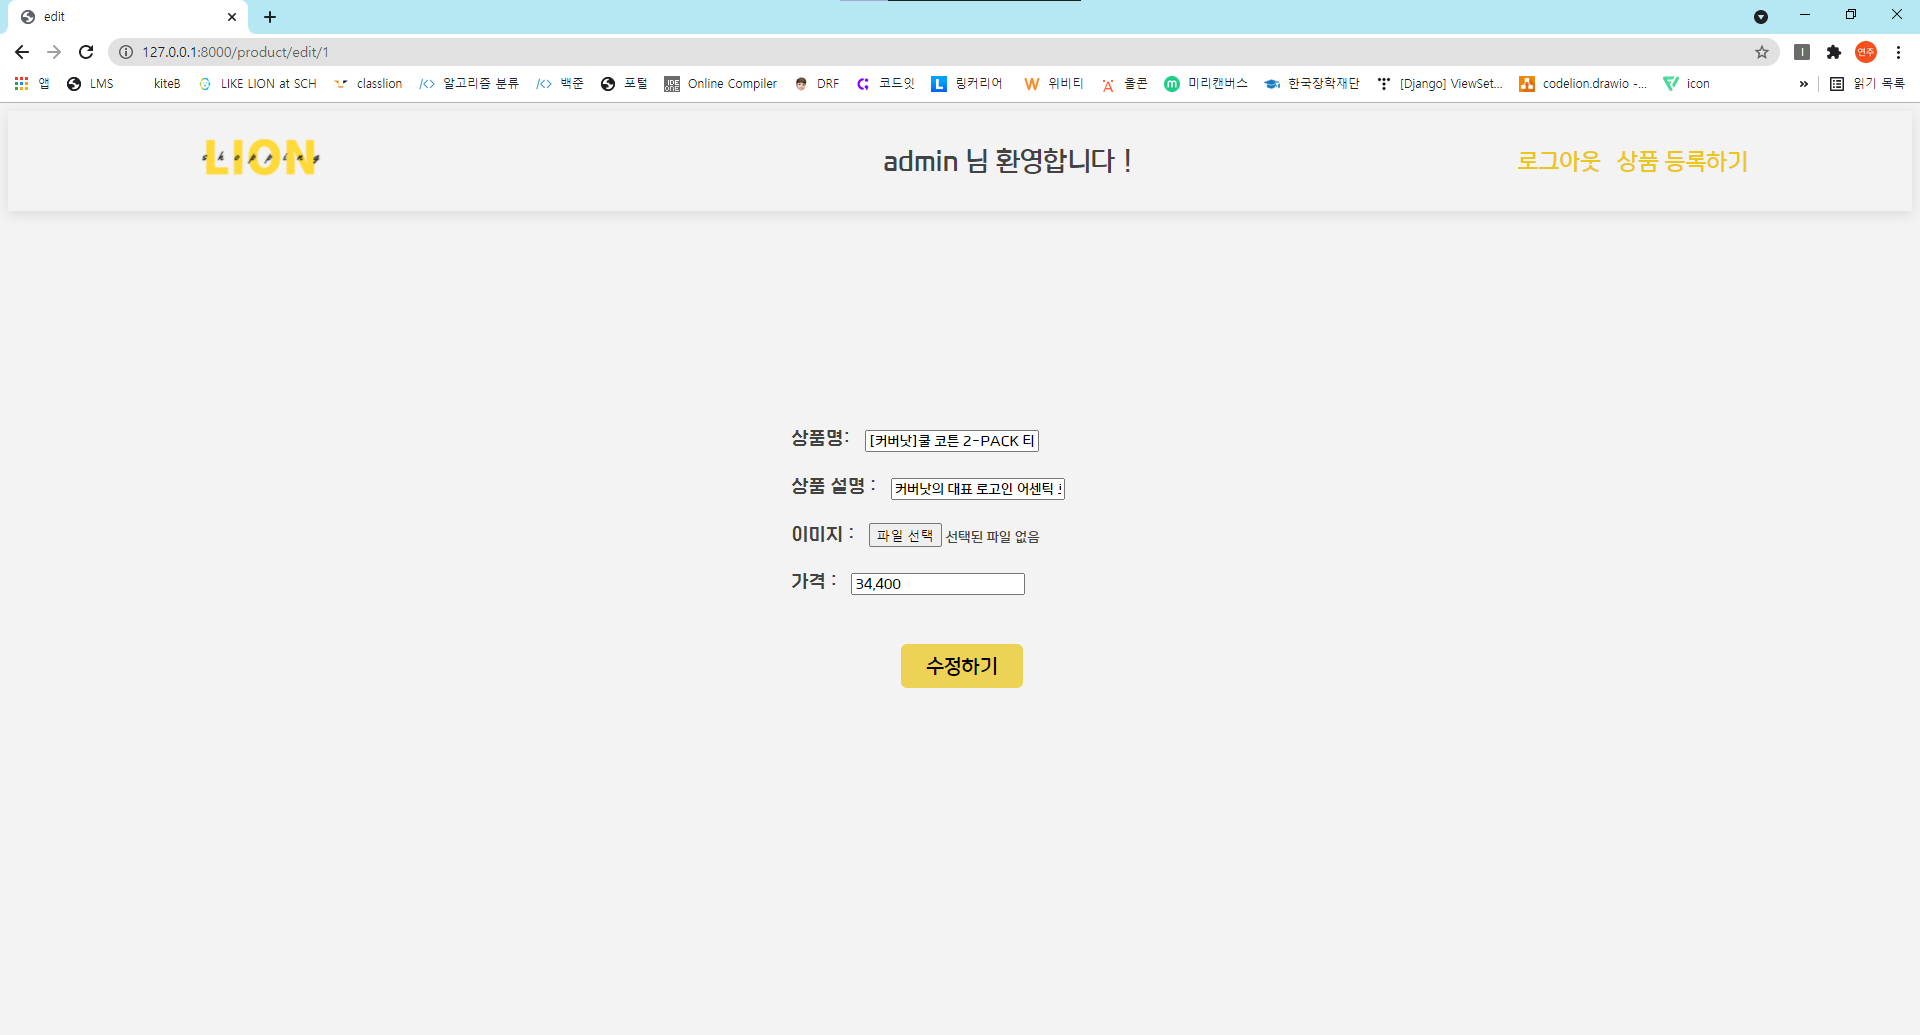 edit
127.0.0.1:8000/product/edit/1
연주
앱 LMS kiteB LIKE LION at SCH classlion 알고리즘 분류 백준 포털 Online Compiler DRF 코드잇 링커리어 위비티 올콘 미리캔버스 한국장학재단 [Django] ViewSet... codelion.drawio -... icon » 읽기 목록
LION
shopping
admin 님 환영합니다 !
로그아웃 상품 등록하기
상품명: [커버낫]쿨 코튼 2-PACK 티
상품 설명 : 커버낫의 대표 로고인 어센틱
이미지 : 파일 선택 선택된 파일 없음
가격 : 34,400
수정하기